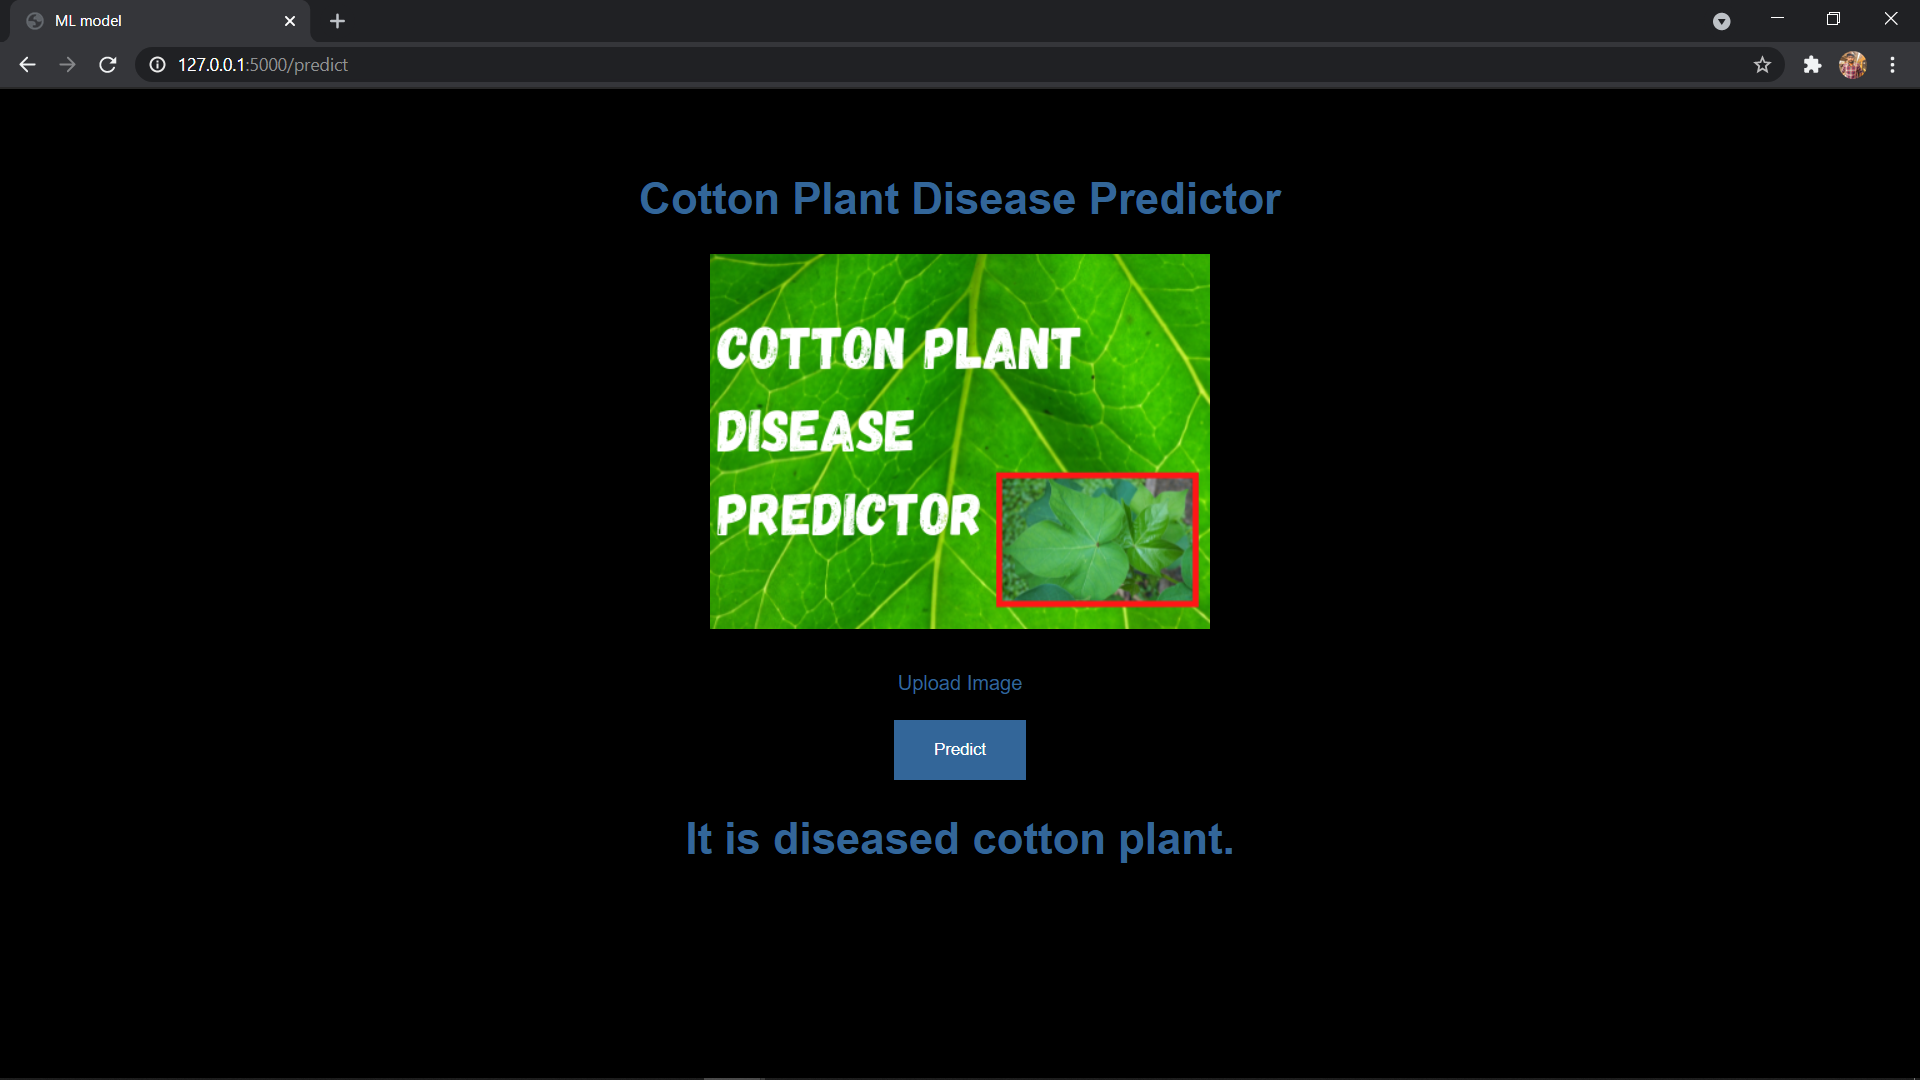 ML model
127.0.0.1:5000/predict
Cotton Plant Disease Predictor
COTTON PLANT
DISEASE
PREDICTOR
Upload Image
Predict
It is diseased cotton plant.